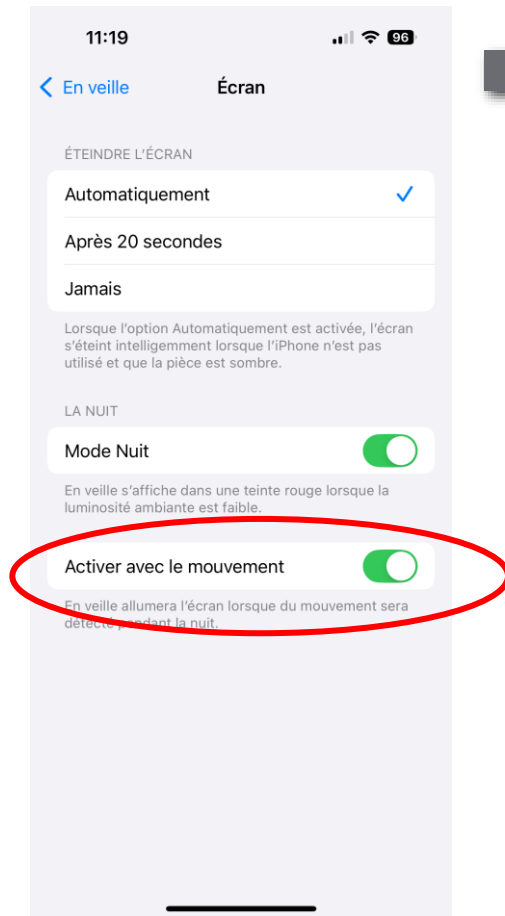 11:19
96
En veille
Écran
ÉTEINDRE L'ÉCRAN
Automatiquement
Après 20 secondes
Jamais
Lorsque l'option Automatiquement est activée, l'écran
s'éteint intelligemment lorsque l'iPhone n'est pas
utilisé et que la pièce est sombre.
LA NUIT
Mode Nuit
En veille s'affiche dans une teinte rouge lorsque la
luminosité ambiante est faible.
Activer avec le mouvement
En veille allumera l'écran lorsque du mouvement sera
détecté pendant la nuit.